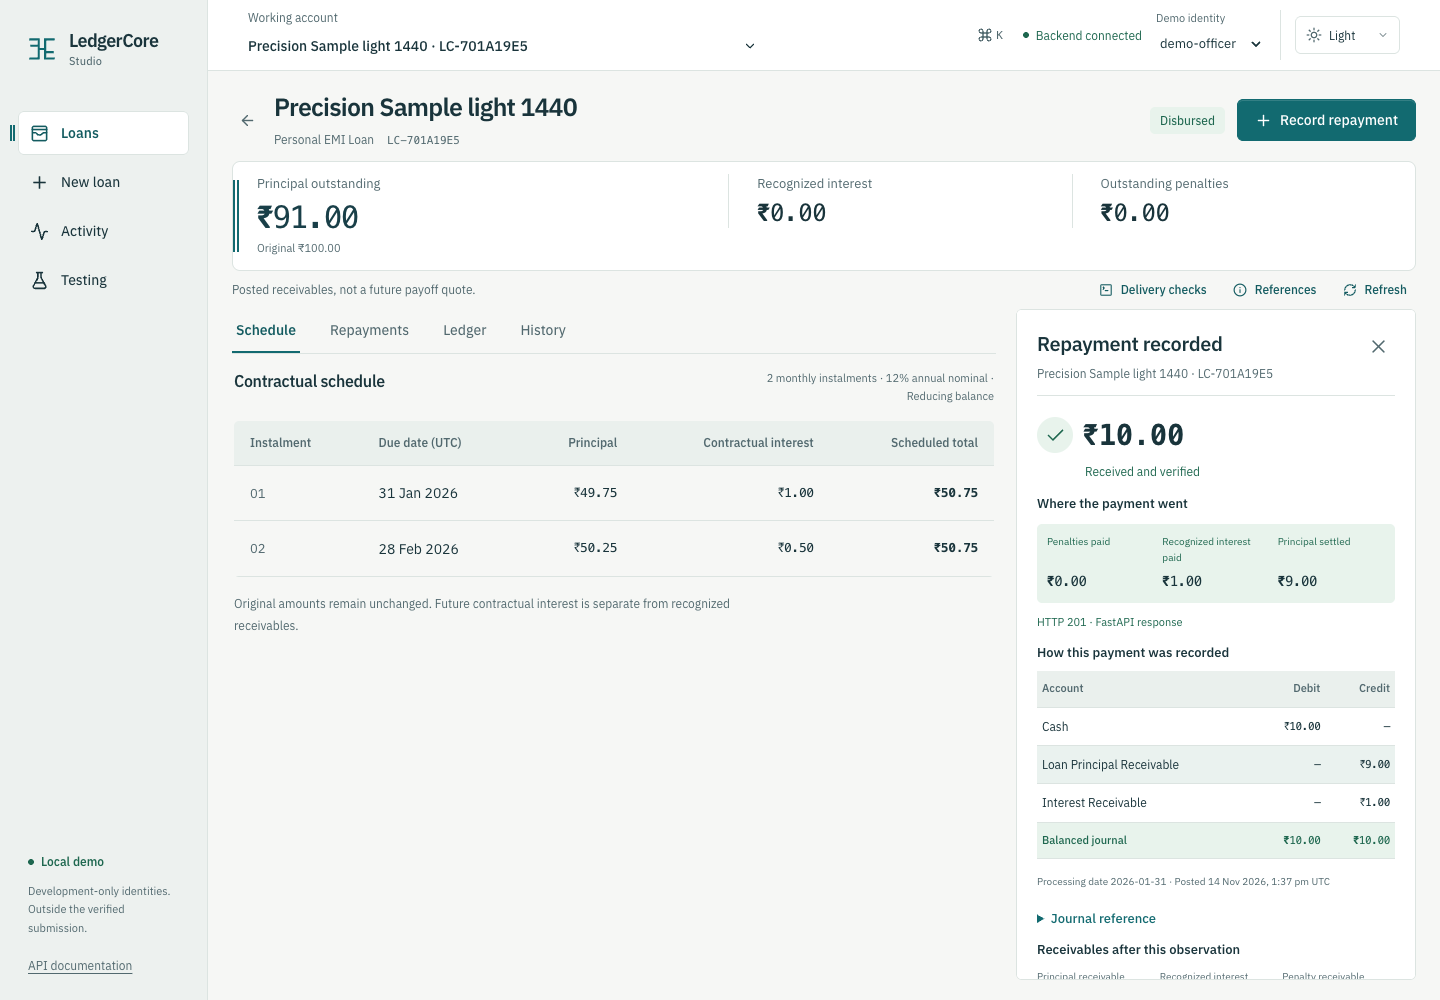 LedgerCore
Studio
Loans
New loan
Activity
Testing
Local demo
Development-only identities.
Outside the verified
submission.
API documentation
Working account
Precision Sample light 1440 · LC-701A19E5
⌘ K
Backend connected
Demo identity
demo-officer
Light
Precision Sample light 1440
Personal EMI Loan LC-701A19E5
Disbursed
Record repayment
Principal outstanding
₹91.00
Original ₹100.00
Recognized interest
₹0.00
Outstanding penalties
₹0.00
Posted receivables, not a future payoff quote.
Delivery checks References Refresh
Schedule Repayments Ledger History
Contractual schedule
2 monthly instalments · 12% annual nominal ·
Reducing balance
Instalment Due date (UTC) Principal Contractual interest Scheduled total
01 31 Jan 2026 ₹49.75 ₹1.00 ₹50.75
02 28 Feb 2026 ₹50.25 ₹0.50 ₹50.75
Original amounts remain unchanged. Future contractual interest is separate from recognized
receivables.
Repayment recorded
Precision Sample light 1440 · LC-701A19E5
₹10.00
Received and verified
Where the payment went
Penalties paid
₹0.00
Recognized interest
paid
₹1.00
Principal settled
₹9.00
HTTP 201 · FastAPI response
How this payment was recorded
Account Debit Credit
Cash ₹10.00 –
Loan Principal Receivable – ₹9.00
Interest Receivable – ₹1.00
Balanced journal ₹10.00 ₹10.00
Processing date 2026-01-31 · Posted 14 Nov 2026, 1:37 pm UTC
Journal reference
Receivables after this observation
Principal receivable Recognized interest Penalty receivable